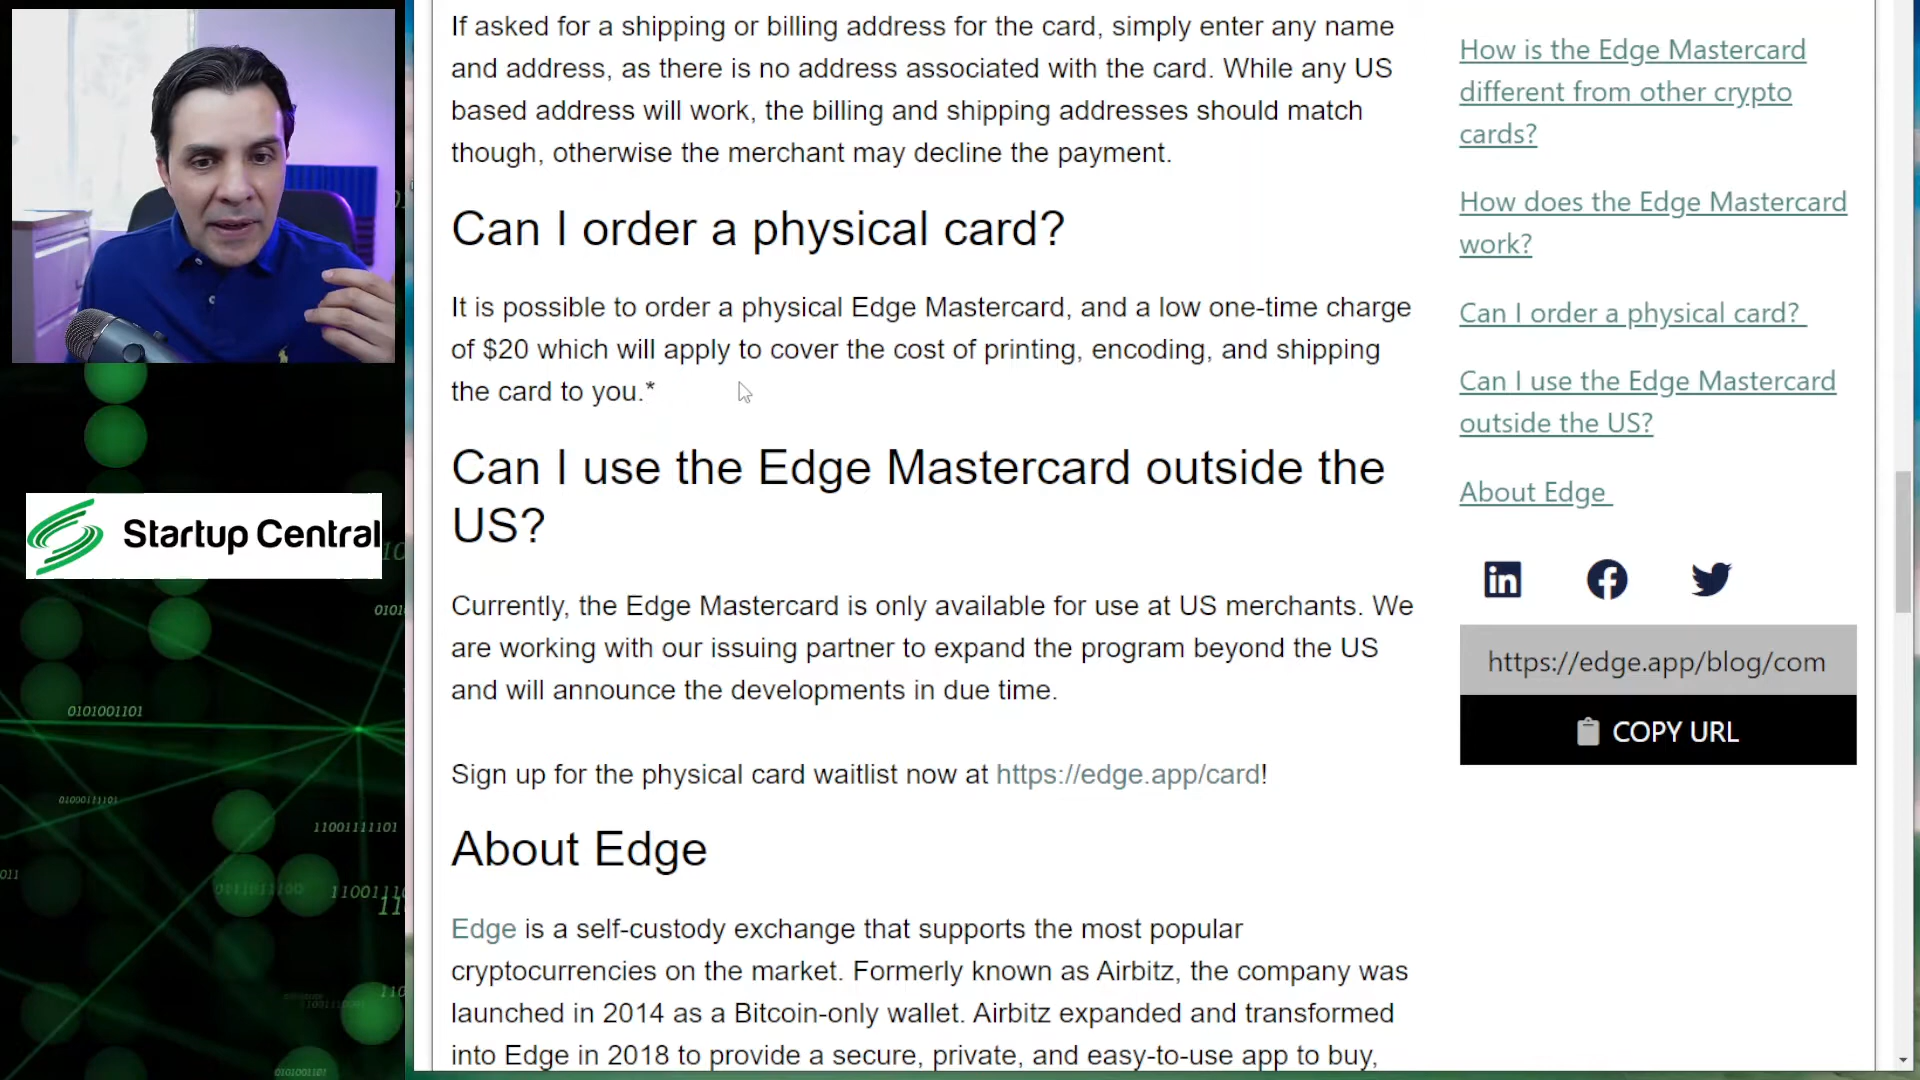 If asked for a shipping or billing address for the card, simply enter any name
and address, as there is no address associated with the card. While any US
based address will work, the billing and shipping addresses should match
though, otherwise the merchant may decline the payment.
Can I order a physical card?
It is possible to order a physical Edge Mastercard, and a low one-time charge
of $20 which will apply to cover the cost of printing, encoding, and shipping
the card to you.*
Can I use the Edge Mastercard outside the
US?
Currently, the Edge Mastercard is only available for use at US merchants. We
are working with our issuing partner to expand the program beyond the US
and will announce the developments in due time.
Sign up for the physical card waitlist now at https://edge.app/card!
About Edge
Edge is a self-custody exchange that supports the most popular
cryptocurrencies on the market. Formerly known as Airbitz, the company was
launched in 2014 as a Bitcoin-only wallet. Airbitz expanded and transformed
into Edge in 2018 to provide a secure, private, and easy-to-use app to buy,
How is the Edge Mastercard
different from other crypto
cards?
How does the Edge Mastercard
work?
Can I order a physical card?
Can I use the Edge Mastercard
outside the US?
About Edge
https://edge.app/blog/com
COPY URL
Startup Central
0101001101
01000111101
11001111101